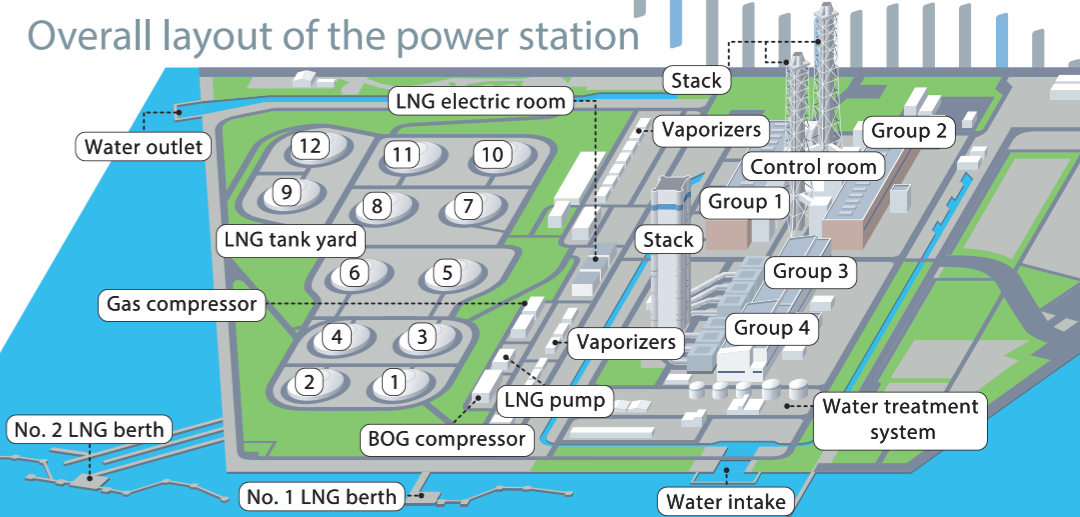 Overall layout of the power station
Stack
LNG electric room
Vaporizers
Group 2
Water outlet
12
11
10
Control room
9
8
7
Group 1
LNG tank yard
Stack
6
5
Group 3
Gas compressor
4
3
Vaporizers
Group 4
2
1
LNG pump
Water treatment
system
No. 2 LNG berth
BOG compressor
No. 1 LNG berth
Water intake